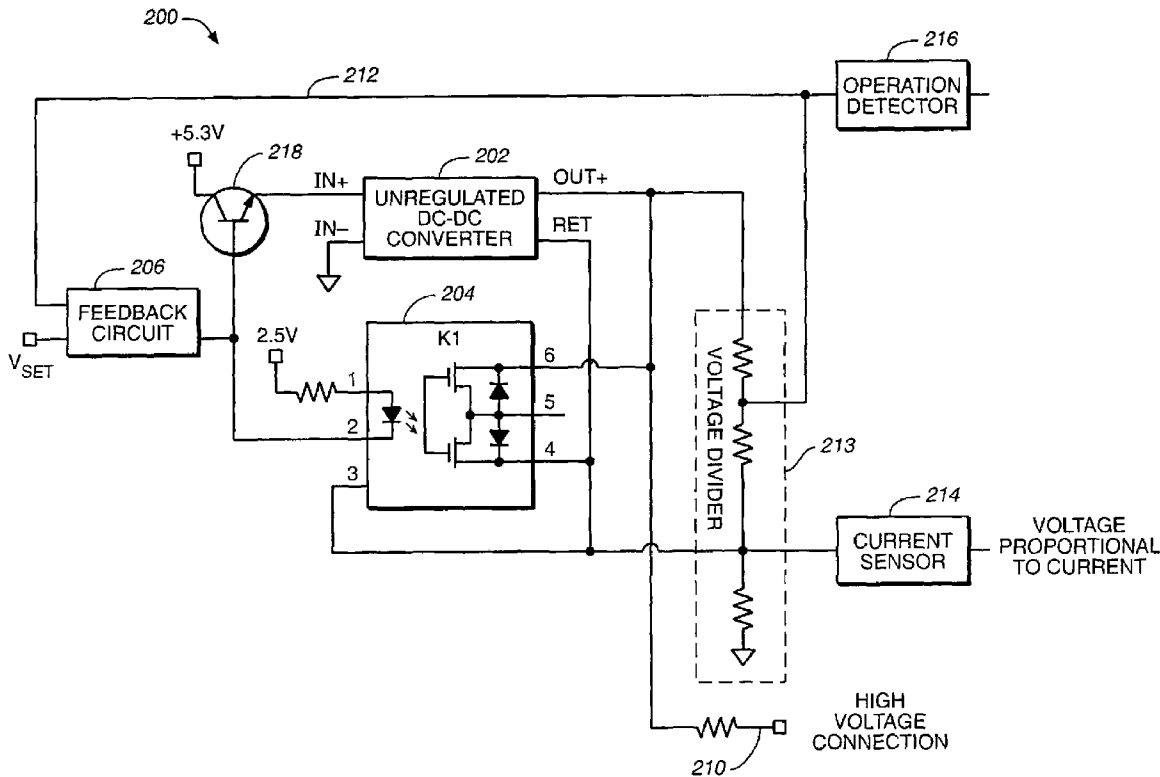 200
216
212
OPERATION
DETECTOR
+5.3V
218
202
IN+
OUT+
UNREGULATED
DC-DC
CONVERTER
IN–
RET
206
204
FEEDBACK
CIRCUIT
VSET
2.5V
K1
6
1
5
2
4
3
VOLTAGE DIVIDER
213
214
CURRENT
SENSOR
VOLTAGE
PROPORTIONAL
TO CURRENT
HIGH
VOLTAGE
CONNECTION
210